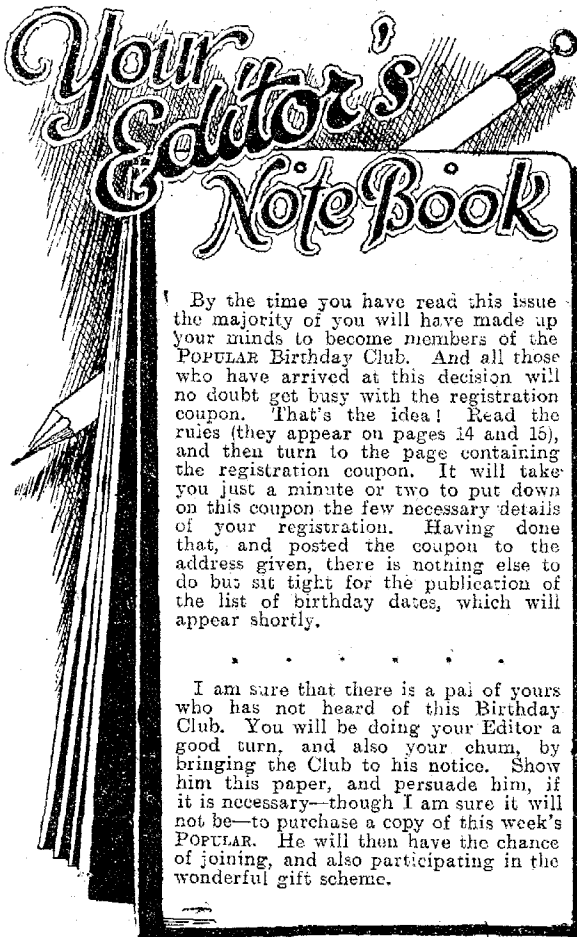 Your
Editor's
Note Book
By the time you have read this issue
the majority of you will have made up
your minds to become members of the
POPULAR Birthday Club. And all those
who have arrived at this decision will
no doubt get busy with the registration
coupon. That's the idea! Read the
rules (they appear on pages 14 and 15),
and then turn to the page containing
the registration coupon. It will take
you just a minute or two to put down
on this coupon the few necessary details
of your registration. Having done
that, and posted the coupon to the
address given, there is nothing else to
do but sit tight for the publication of
the list of birthday dates, which will
appear shortly.
. . . . . .
I am sure that there is a pal of yours
who has not heard of this Birthday
Club. You will be doing your Editor a
good turn, and also your chum, by
bringing the Club to his notice. Show
him this paper, and persuade him, if
it is necessary—though I am sure it will
not be—to purchase a copy of this week's
POPULAR. He will then have the chance
of joining, and also participating in the
wonderful gift scheme.